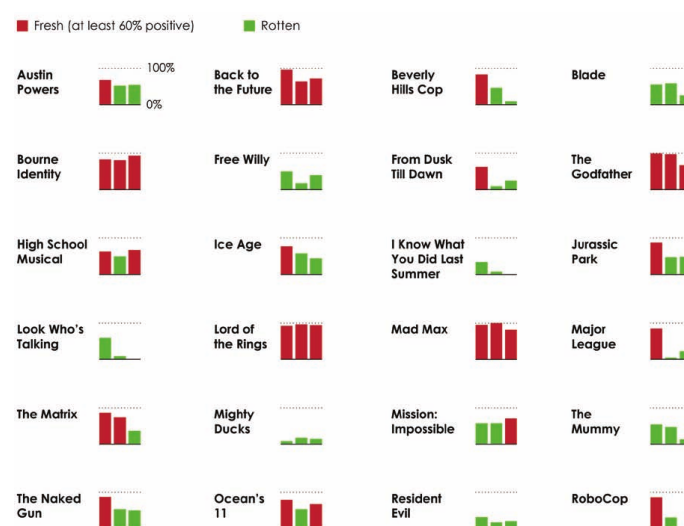 Fresh (at least 60% positive)
Rotten
Austin
Powers
100%
0%
Back to
the Future
Beverly
Hills Cop
Blade
Bourne
Identity
Free Willy
From Dusk
Till Dawn
The
Godfather
High School
Musical
Ice Age
I Know What
You Did Last
Summer
Jurassic
Park
Look Who's
Talking
Lord of
the Rings
Mad Max
Major
League
The Matrix
Mighty
Ducks
Mission:
Impossible
The
Mummy
The Naked
Gun
Ocean's
11
Resident
Evil
RoboCop